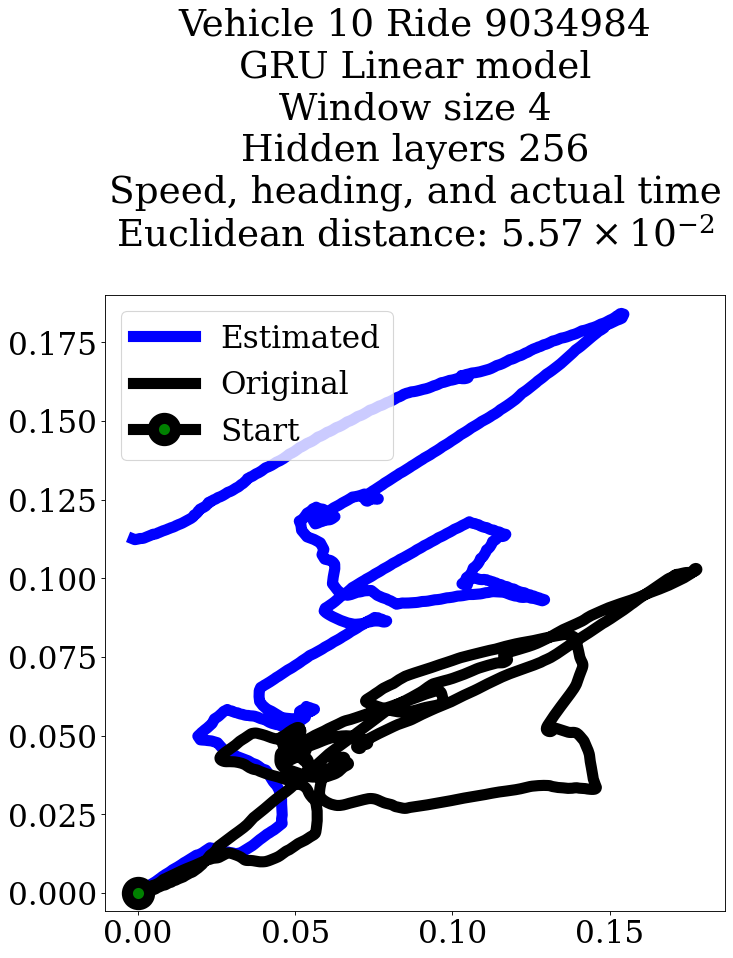 Vehicle 10 Ride 9034984
GRU Linear model
Window size 4
Hidden layers 256
Speed, heading, and actual time
Euclidean distance: 5.57 × 10⁻²
Estimated
Original
Start
0.175
0.150
0.125
0.100
0.075
0.050
0.025
0.000
0.00 0.05 0.10 0.15